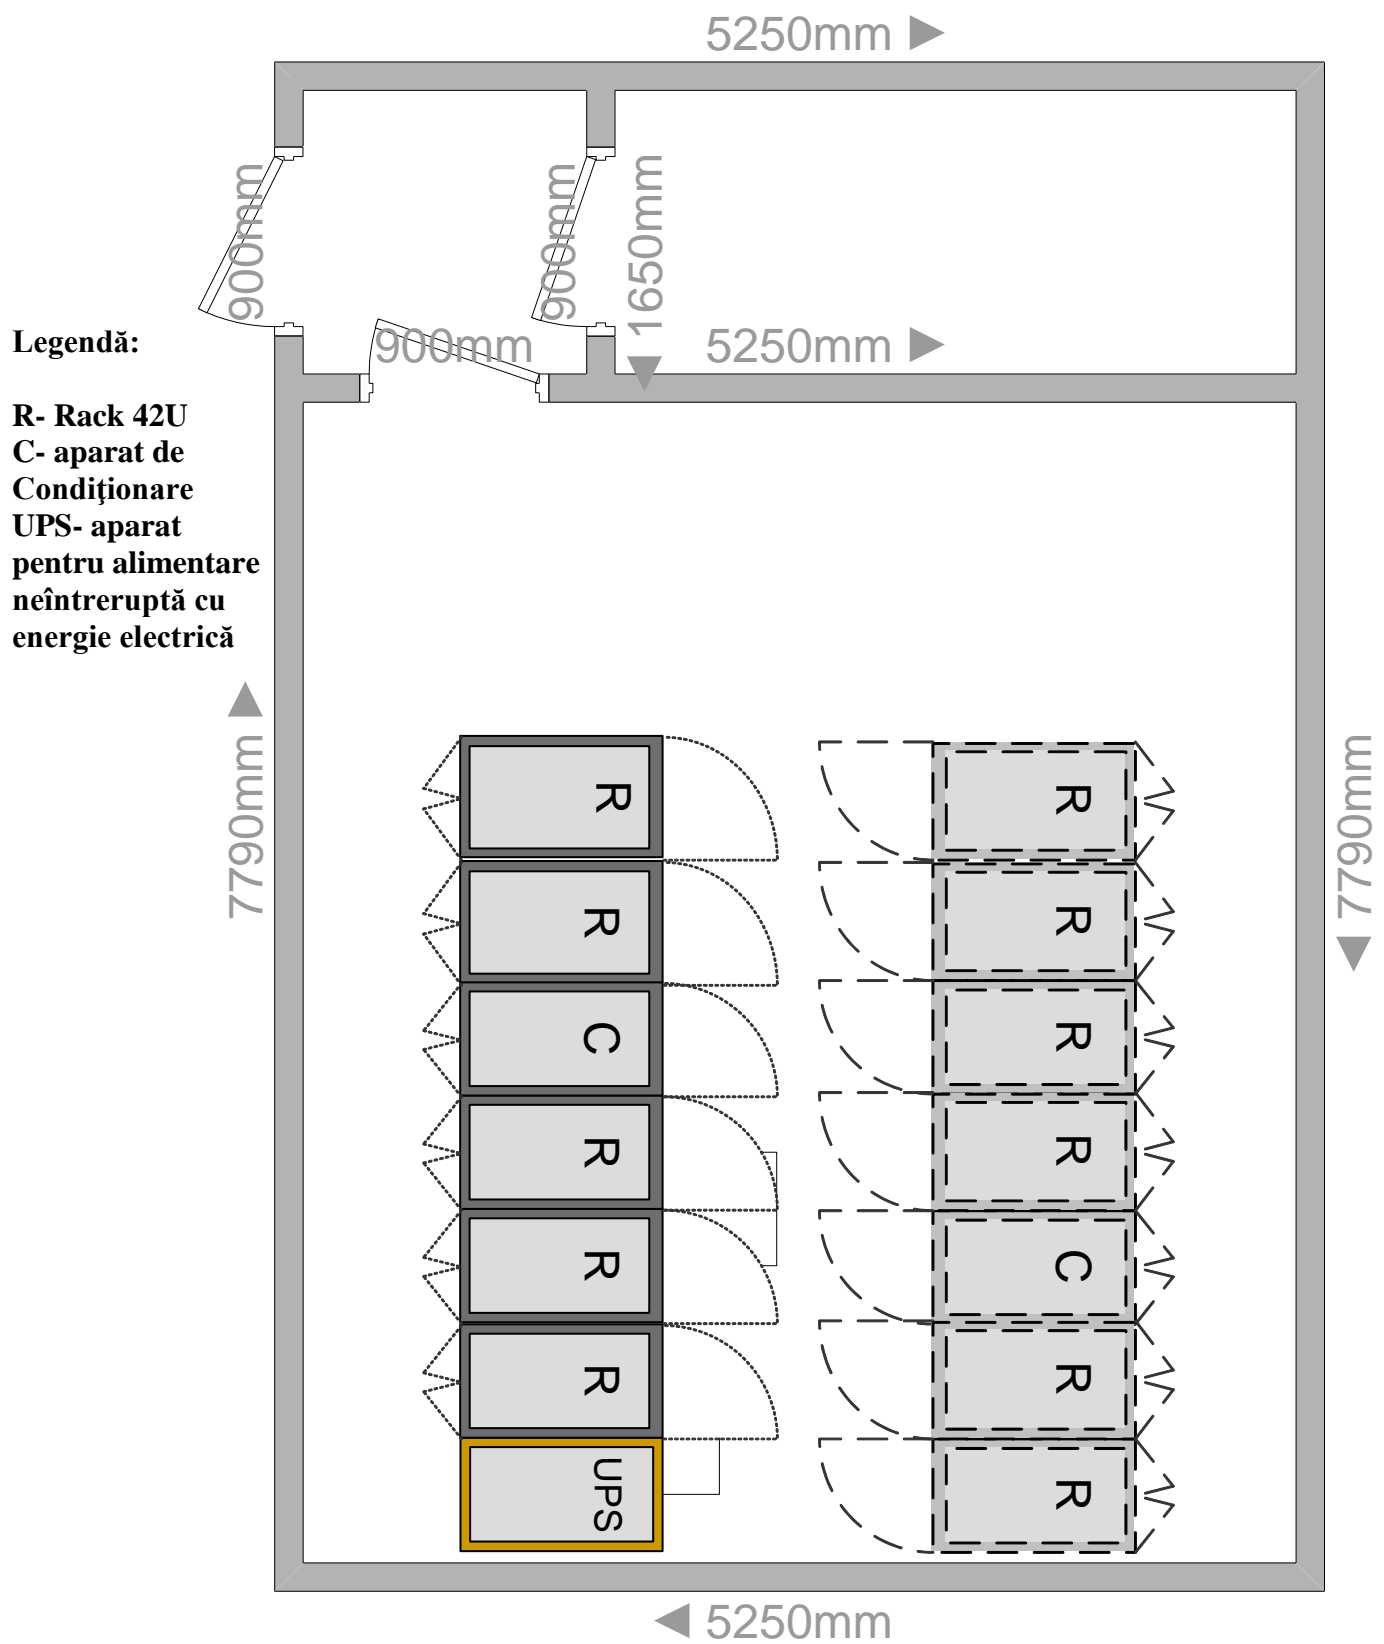 5250mm
900mm
900mm
1650mm
900mm
5250mm
Legendă:
R- Rack 42U
C- aparat de
Condiţionare
UPS- aparat
pentru alimentare
neîntreruptă cu
energie electrică
7790mm
7790mm
R
R
R
R
C
R
R
R
R
C
R
R
UPS
R
5250mm